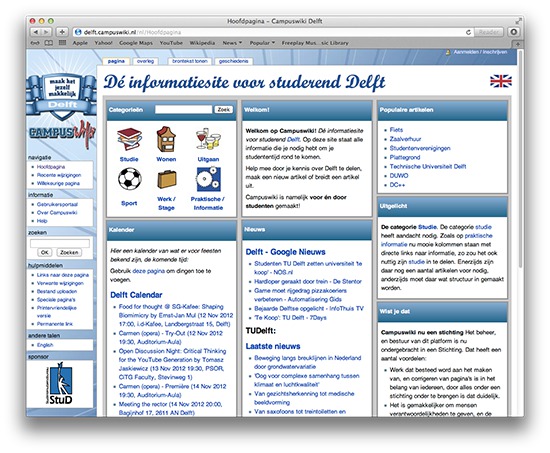 Hoofdpagina – Campuswiki Delft
delft.campuswiki.nl/nl/Hoofdpagina
Reader
Apple Yahoo! Google Maps YouTube Wikipedia News Popular Freeplay Mus...sic Library
Aanmelden / Inschrijven
pagina overleg brontekst tonen geschiedenis
maak het
jezelf
makkelijk
Delft
CAMPUSWiki
Dé informatiesite voor studerend Delft
navigatie
Hoofdpagina
Recente wijzigingen
Willekeurige pagina
informatie
Gebruikersportaal
Over Campuswiki
Help
zoeken
OK Zoeken
hulpmiddelen
Links naar deze pagina
Verwante wijzigingen
Bestand uploaden
Speciale pagina's
Printervriendelijke
versie
Permanente link
andere talen
English
sponsor
StuD
Categorieën Zoek
Studie Wonen Uitgaan
Sport Werk / Stage Praktische / Informatie
Kalender
Hier een kalender van wat er voor feesten
bekend zijn, de komende tijd:
Gebruik deze pagina om dingen toe te
voegen.
Delft Calendar
Food for thought @ SG-Kafee: Shaping
Biomimicry by Ernst-Jan Mul (12 Nov 2012
17:00, i.d-Kafee, Landbergstraat 15, Delft)
Carmen (opera) - Try-Out (12 Nov 2012
19:30, Auditorium-Aula)
Open Discussion Night: Critical Thinking
for the YouTube Generation by Tomasz
Jaskiewicz (13 Nov 2012 19:30, PSOR,
CiTG Faculty, Stevinweg 1)
Carmen (opera) - Première (14 Nov 2012
19:30, Auditorium-Aula)
Meeting the rector (14 Nov 2012 20:00,
Bagijnhof 17, 2611 AN Delft)
Welkom!
Welkom op Campuswiki! Dé informatiesite
voor studerend Delft. Op deze site staat alle
informatie die je nodig hebt om je
studententijd rond te komen.
Help mee door je kennis over Delft te delen,
maak een nieuw artikel of breidt een artikel
uit.
Campuswiki is namelijk voor én door
studenten gemaakt!
Nieuws
Delft - Google Nieuws
Studenten TU Delft zetten universiteit 'te
koop' - NOS.nl
Hardloper geraakt door trein - De Stentor
Game moet rijgedrag pizzakoeriers
verbeteren - Automatisering Gids
Bejaarde Delftse opgelicht - InfoThuis TV
'Te Koop': TU Delft - 7Days
TUDelft:
Laatste nieuws
Beweging langs breuklijnen in Nederland
door grondwatervariatie
'Oog voor complexe samenhang tussen
klimaat en luchtkwaliteit'
Van gezichtsherkenning tot medische
beeldvorming
Van saxofoons tot treintoiletten en
Populaire artikelen
Fiets
Zaalverhuur
Studentenverenigingen
Plattegrond
Technische Universiteit Delft
DUWO
DC++
Uitgelicht
De categorie Studie. De categorie studie
heeft aandacht nodig. Zoals op praktische
informatie nu mooie kolommen staan met
directe links naar informatie, zo zou het ook
nuttig zijn studie in te delen. Enerzijds zijn
daar nog een aantal artikelen voor nodig,
anderzijds moet daar wat structuur in gemaakt
worden.
Wist je dat
Campuswiki nu een stichting Het beheer,
en bestuur van dit platform is nu
ondergebracht in een Stichting. Dat heeft een
aantal voordelen:
Werk dat besteed word aan het maken
van, en corrigeren van pagina's is in het
belang van iedereen, door alles onder een
stichting onder te brengen is dat duidelijk.
Het is gemakkelijker om mensen
verantwoordelijkheden te geven, en de